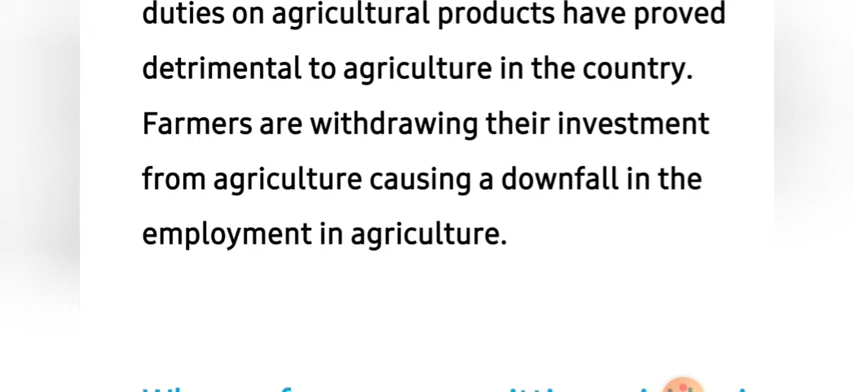 duties on agricultural products have proved
detrimental to agriculture in the country.
Farmers are withdrawing their investment
from agriculture causing a downfall in the
employment in agriculture.